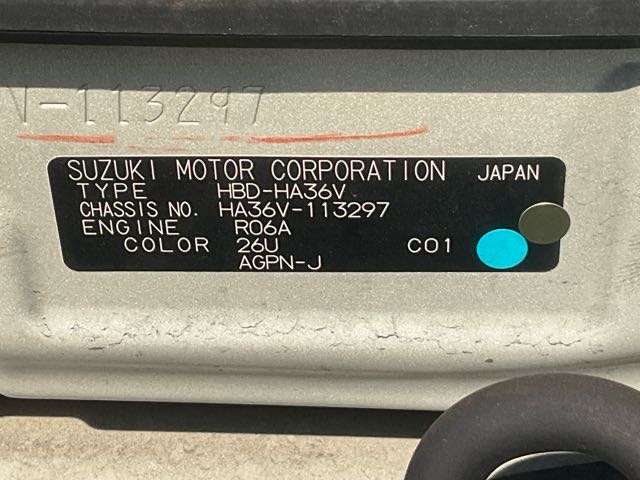 V-113297
SUZUKI MOTOR CORPORATION JAPAN
TYPE HBD-HA36V
CHASSIS NO. HA36V-113297
ENGINE R06A
COLOR 26U C01
AGPN-J